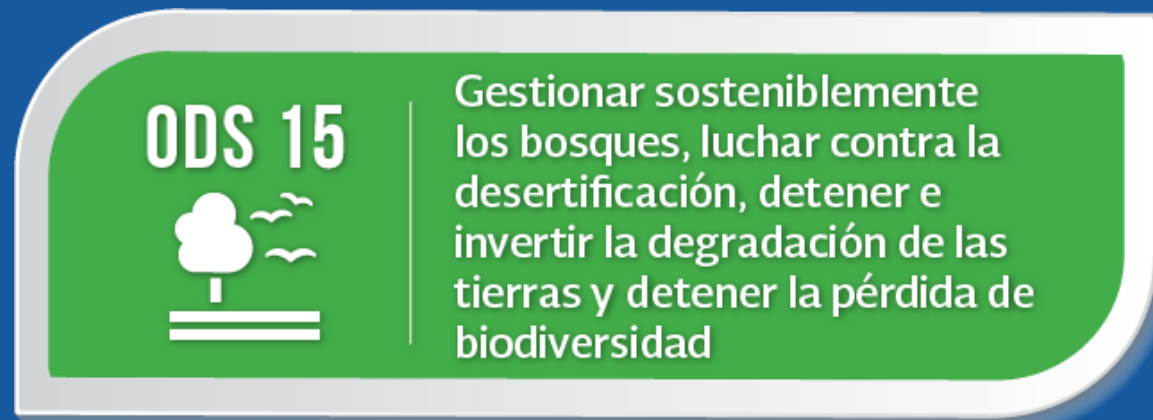 ODS 15
Gestionar sosteniblemente
los bosques, luchar contra la
desertificación, detener e
invertir la degradación de las
tierras y detener la pérdida de
biodiversidad